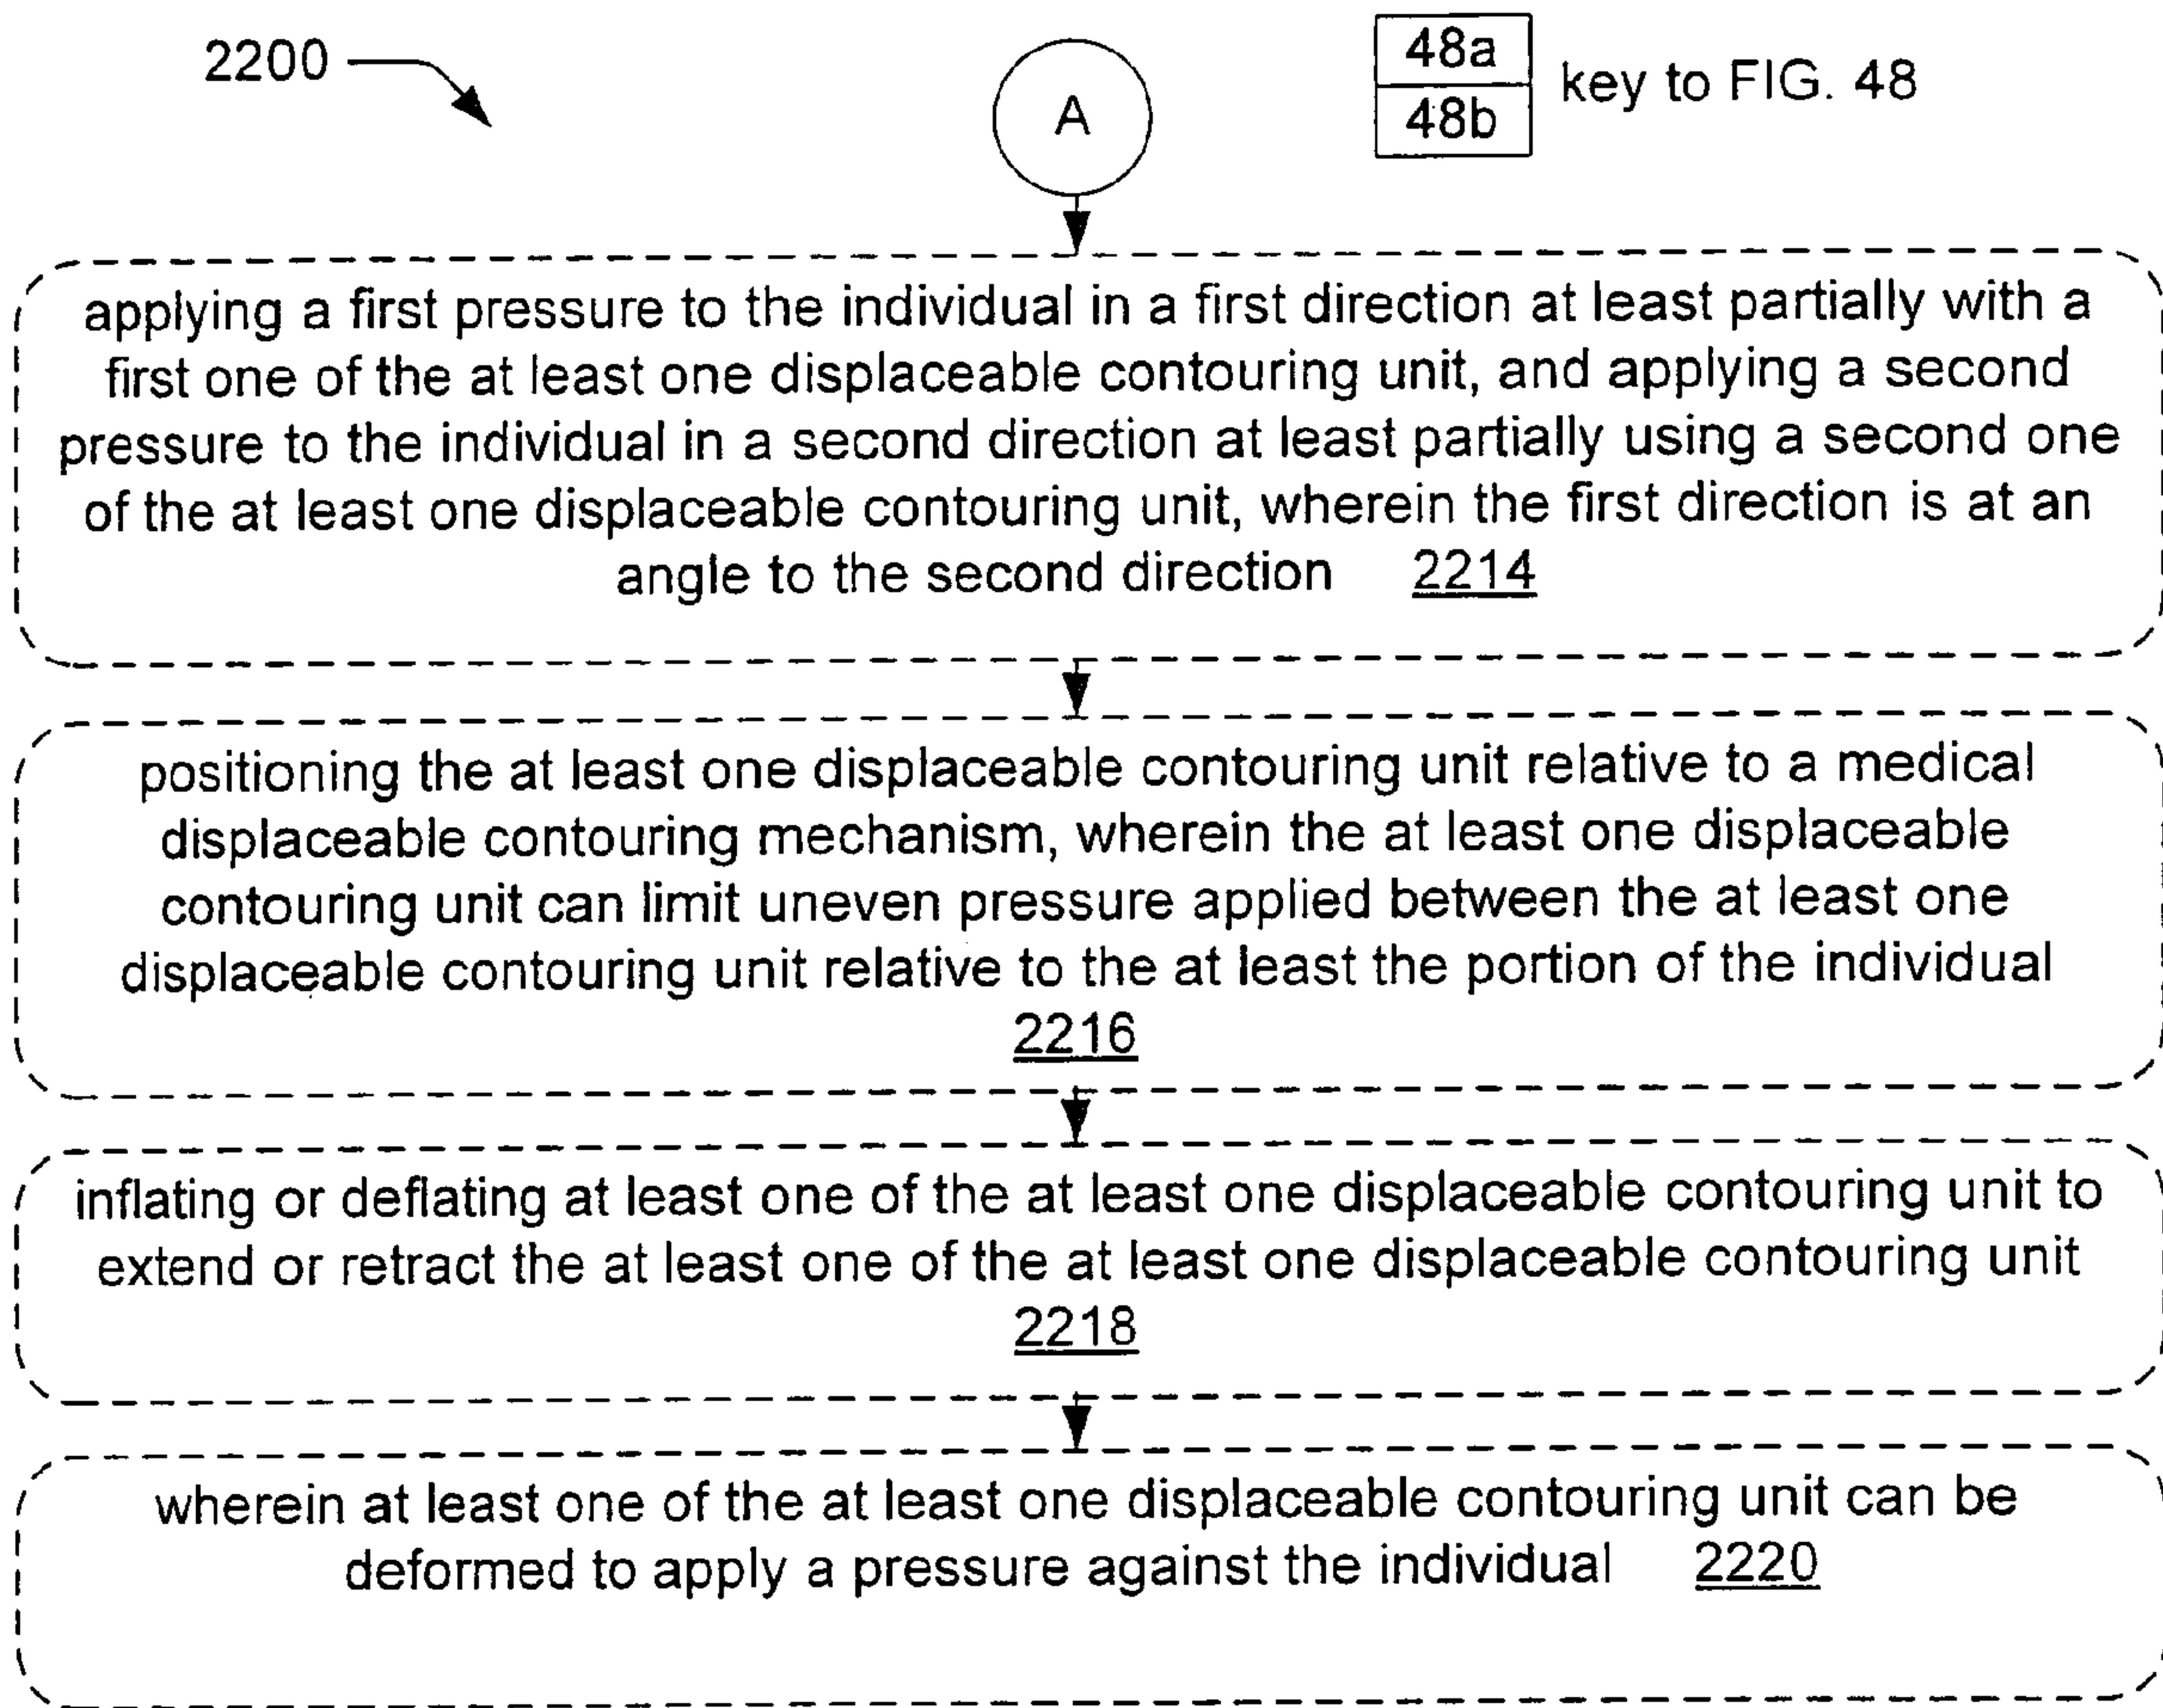 2200
A
48a
48b
key to FIG. 48
applying a first pressure to the individual in a first direction at least partially with a
first one of the at least one displaceable contouring unit, and applying a second
pressure to the individual in a second direction at least partially using a second one
of the at least one displaceable contouring unit, wherein the first direction is at an
angle to the second direction 2214
positioning the at least one displaceable contouring unit relative to a medical
displaceable contouring mechanism, wherein the at least one displaceable
contouring unit can limit uneven pressure applied between the at least one
displaceable contouring unit relative to the at least the portion of the individual
2216
inflating or deflating at least one of the at least one displaceable contouring unit to
extend or retract the at least one of the at least one displaceable contouring unit
2218
wherein at least one of the at least one displaceable contouring unit can be
deformed to apply a pressure against the individual 2220